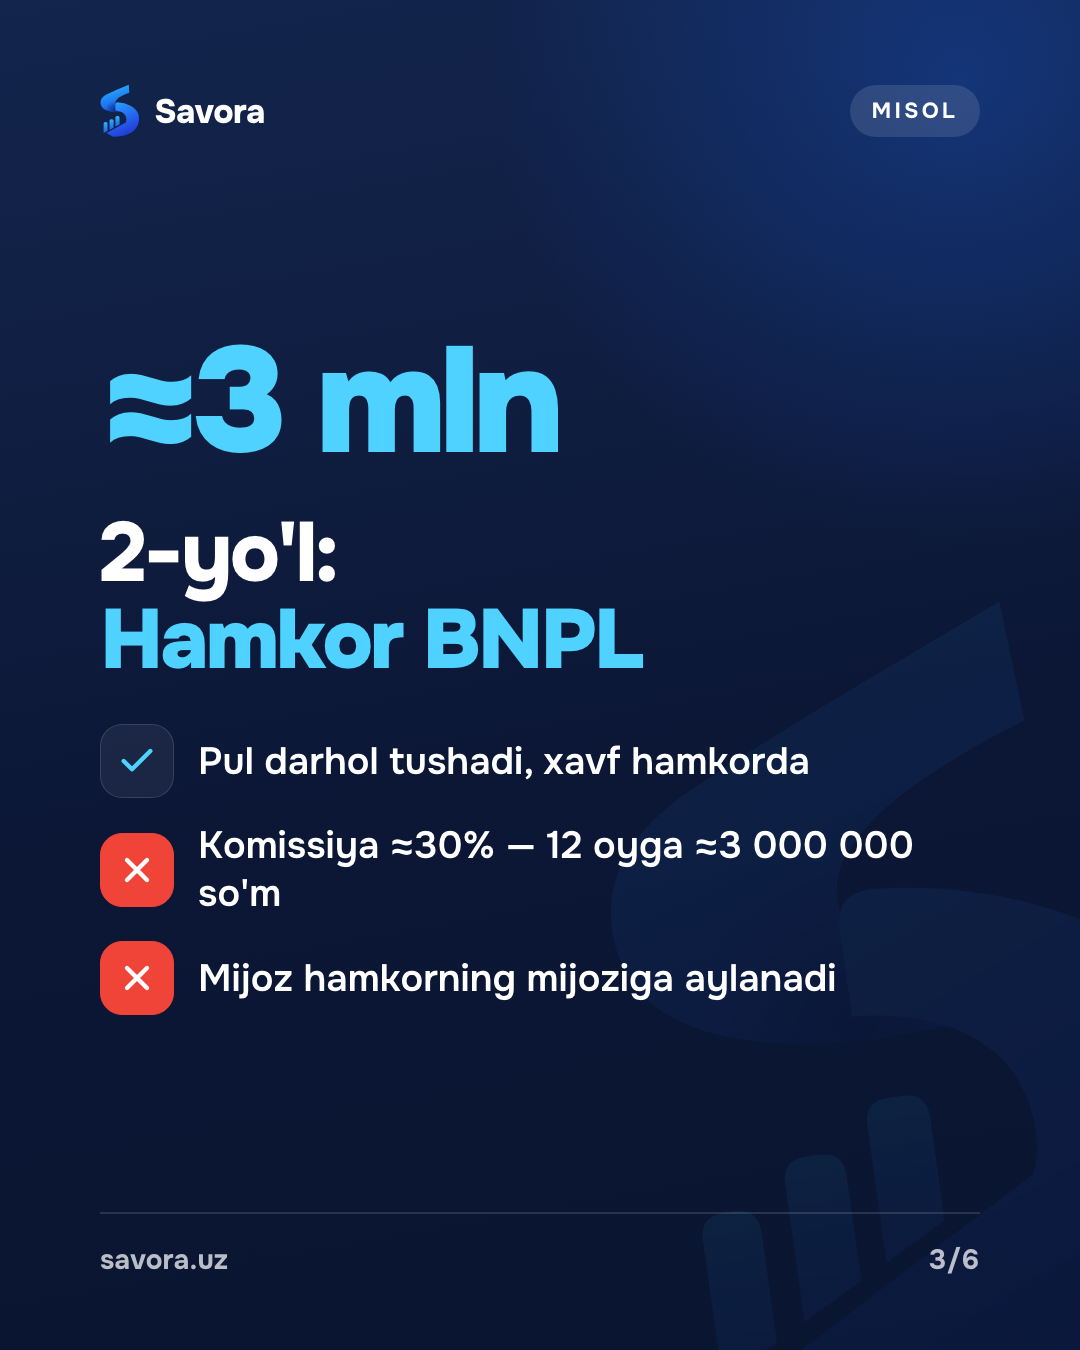 Savora
MISOL
≈3 mln
2-yo'l:
Hamkor BNPL
Pul darhol tushadi, xavf hamkorda
Komissiya ≈30% — 12 oyga ≈3 000 000
so'm
Mijoz hamkorning mijoziga aylanadi
savora.uz
3/6